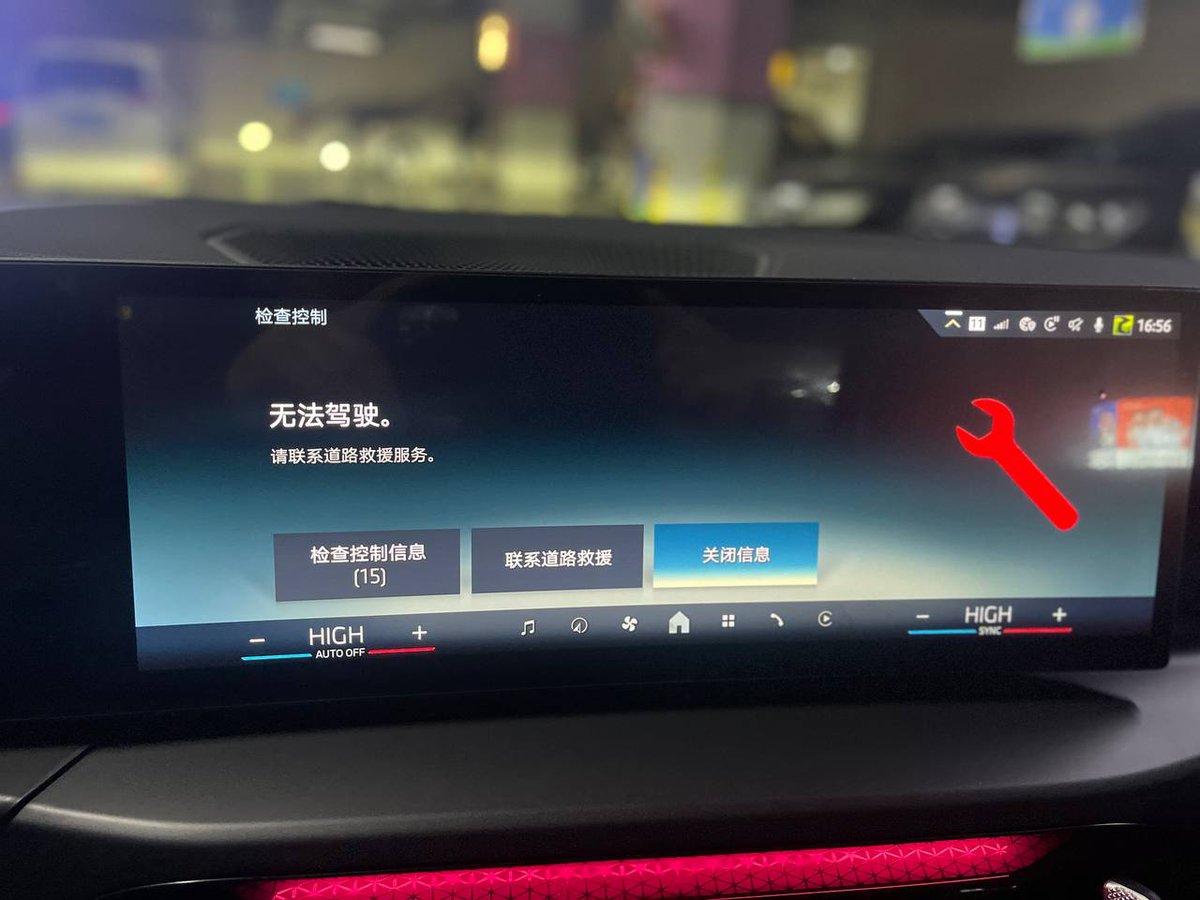 检查控制
11
16:56
无法驾驶。
请联系道路救援服务。
检查控制信息
(15)
联系道路救援
关闭信息
− HIGH +
AUTO OFF
− HIGH +
SYNC